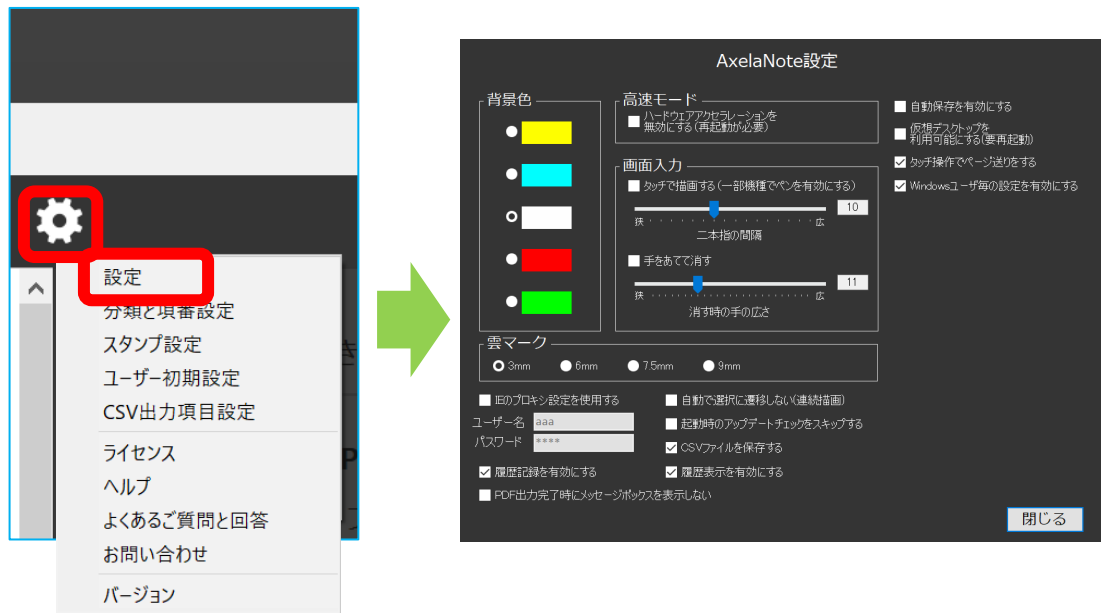 設定
分類と項番設定
スタンプ設定
ユーザー初期設定
CSV出力項目設定
ライセンス
ヘルプ
よくあるご質問と回答
お問い合わせ
バージョン
AxelaNote設定
背景色
高速モード
ハードウェアアクセラレーションを
無効にする(再起動が必要)
画面入力
タッチで描画する(一部機種でペンを有効にする)
10
狭
広
二本指の間隔
手をあてて消す
11
狭
広
消す時の手の広さ
自動保存を有効にする
仮想デスクトップを
利用可能にする(要再起動)
タッチ操作でページ送りをする
Windowsユーザ毎の設定を有効にする
雲マーク
3mm 6mm 7.5mm 9mm
IEのプロキシ設定を使用する
ユーザー名 aaa
パスワード ****
履歴記録を有効にする
PDF出力完了時にメッセージボックスを表示しない
自動で選択に遷移しない(連続描画)
起動時のアップデートチェックをスキップする
CSVファイルを保存する
履歴表示を有効にする
閉じる